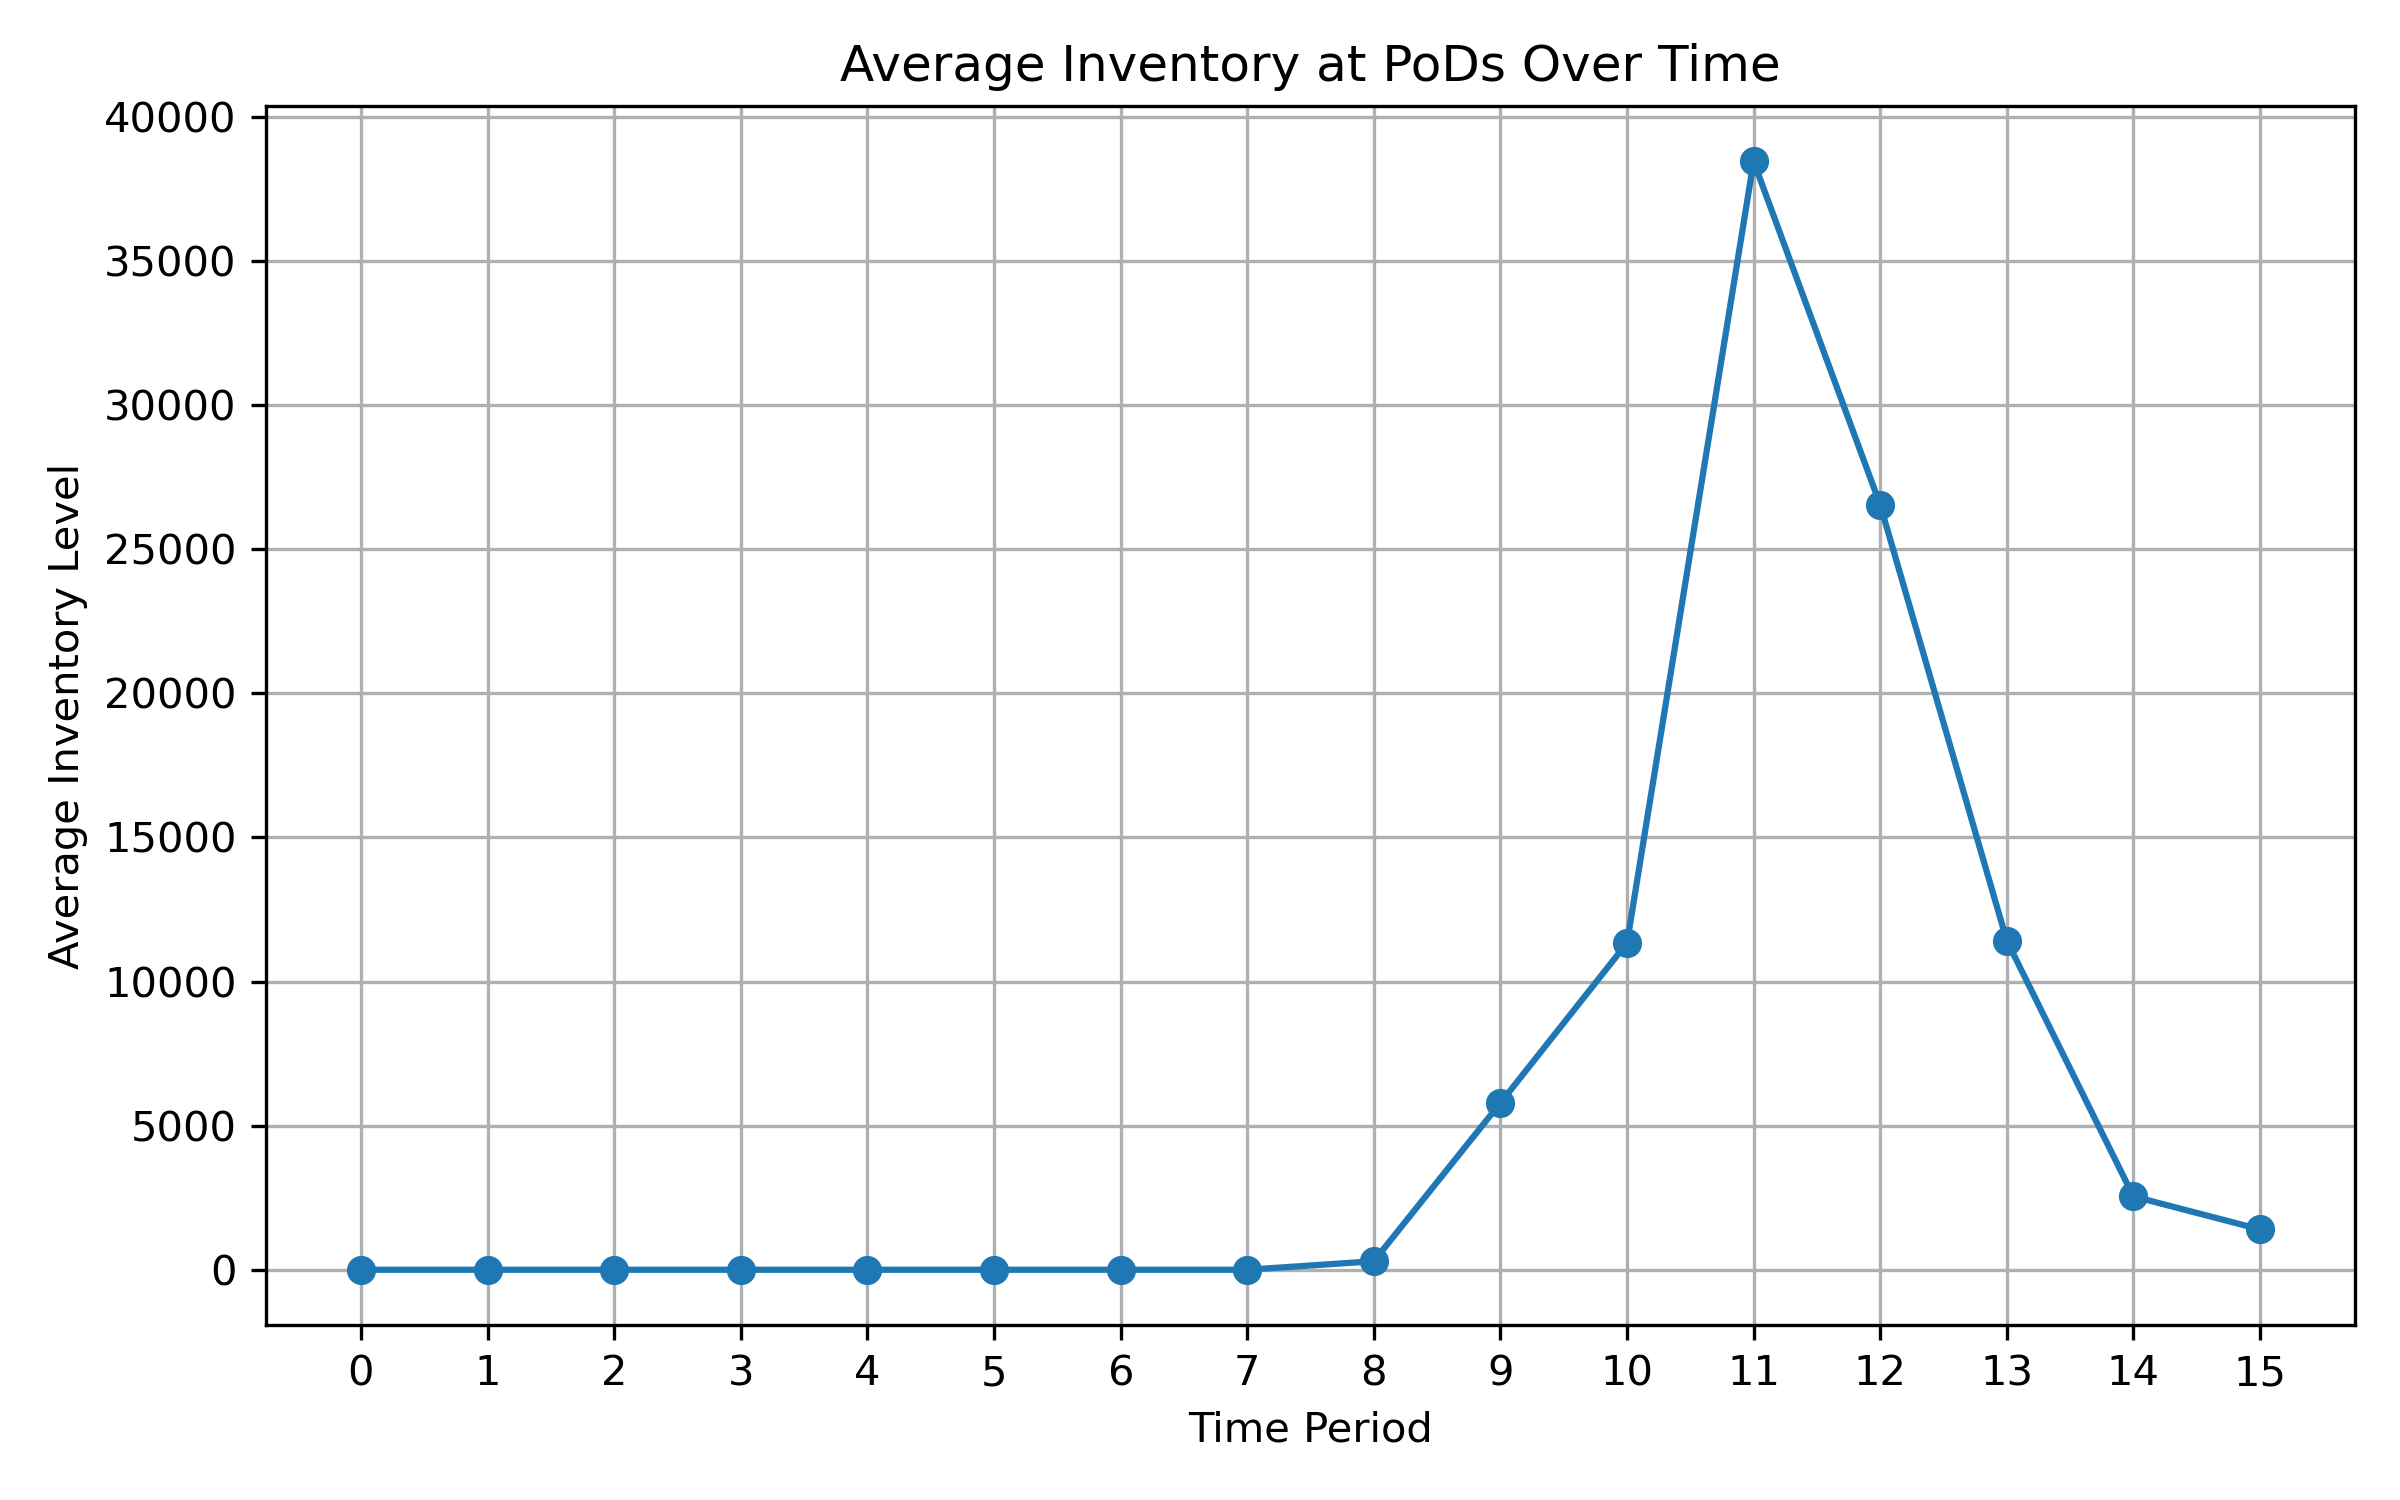 Average Inventory at PoDs Over Time
40000
35000
30000
25000
20000
15000
10000
5000
0
Average Inventory Level
0 1 2 3 4 5 6 7 8 9 10 11 12 13 14 15
Time Period